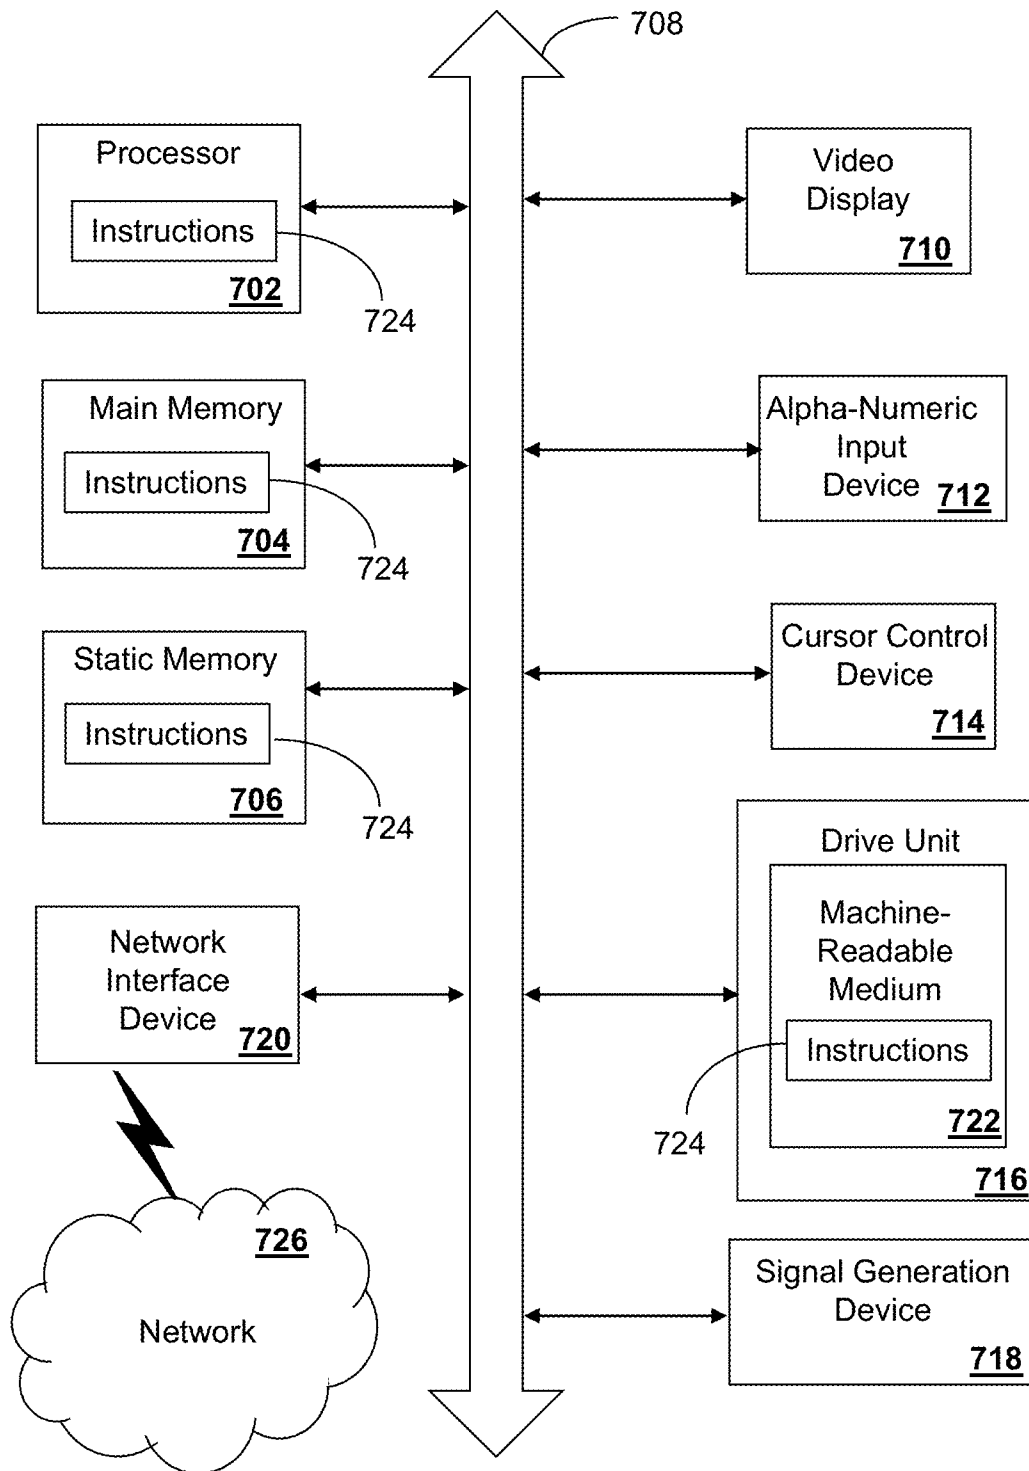 708
Processor
Instructions
702
724
Main Memory
Instructions
704
724
Static Memory
Instructions
706
724
Network
Interface
Device
720
726
Network
Video
Display
710
Alpha-Numeric
Input
Device
712
Cursor Control
Device
714
Drive Unit
Machine-
Readable
Medium
Instructions
724
722
716
Signal Generation
Device
718